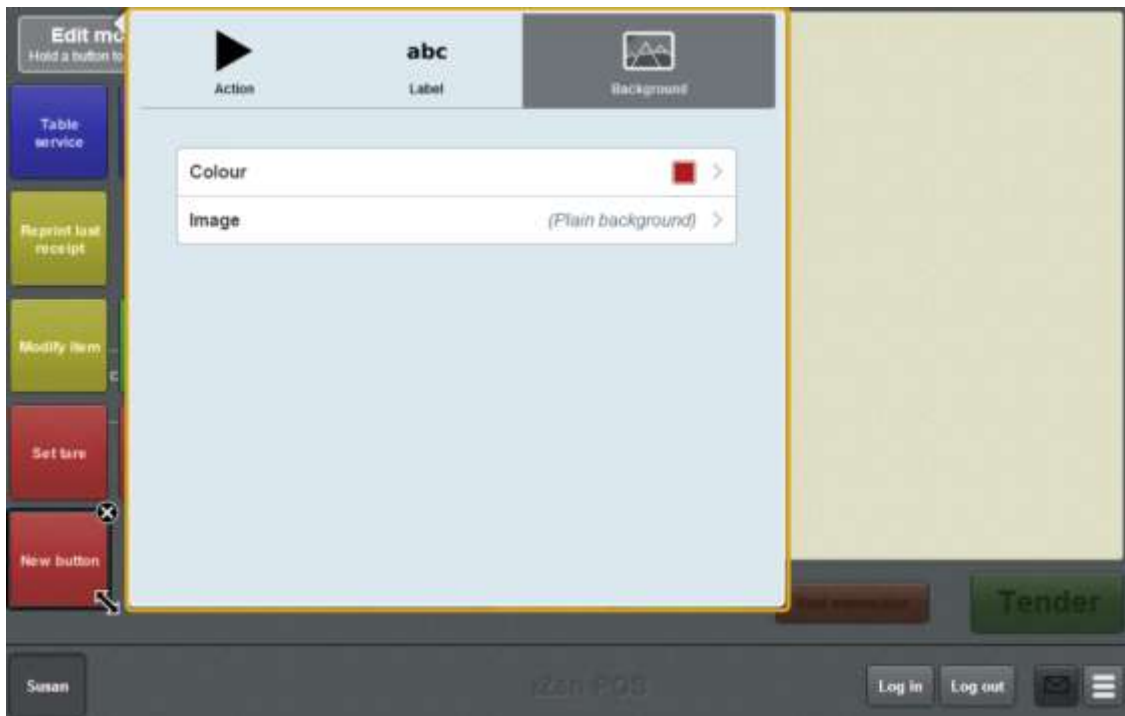 Edit mo
Hold a button to
Action
abc
Label
Background
Table
service
Colour
Image
(Plain background)
Reprint last
receipt
Modify item
Set tare
New button
Tender
Susan
POS
Log in
Log out